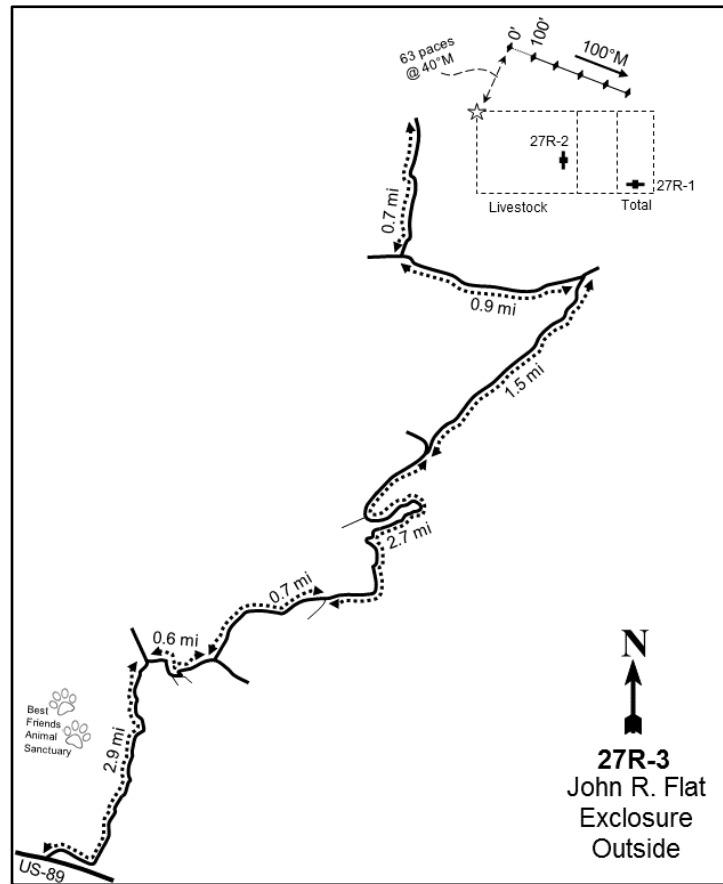 63 paces
@ 40°M
0'
100'
100°M
27R-2
27R-1
Livestock
Total
0.7 mi
0.9 mi
1.5 mi
2.7 mi
0.7 mi
0.6 mi
Best
Friends
Animal
Sanctuary
2.9 mi
US-89
N
27R-3
John R. Flat
Exclosure
Outside